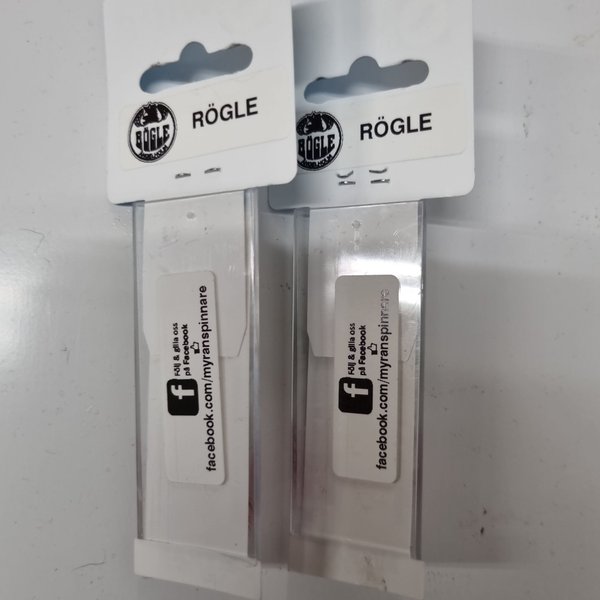 RÖGLE
RÖGLE
RÖGLE
RÖGLE
Följ & gilla oss
på Facebook
f
facebook.com/myranspinnare
Följ & gilla oss
på Facebook
f
facebook.com/myranspinnare